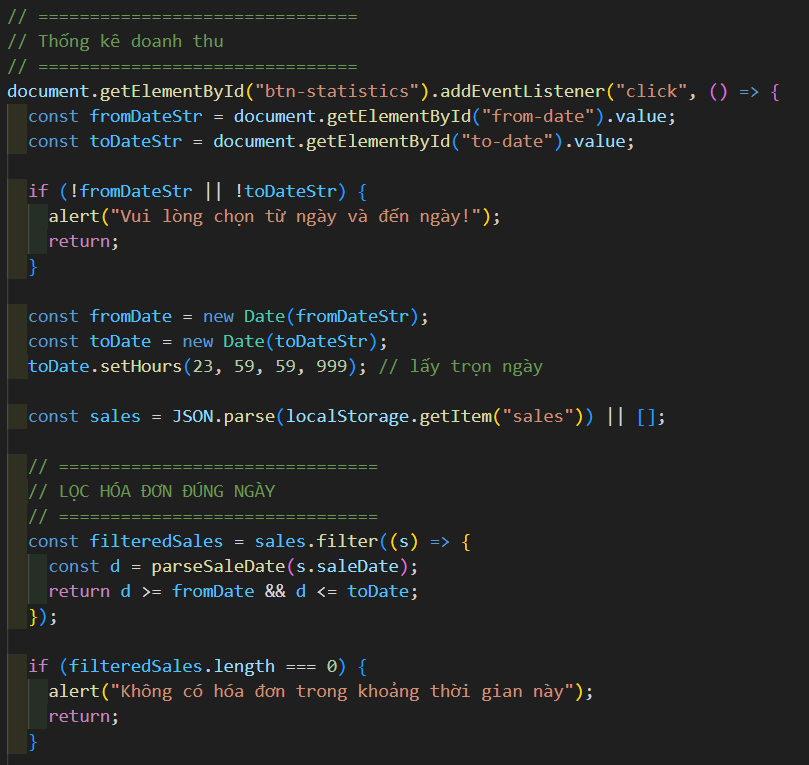 // ===============================
// Thống kê doanh thu
// ===============================
document.getElementById("btn-statistics").addEventListener("click", () => {
  const fromDateStr = document.getElementById("from-date").value;
  const toDateStr = document.getElementById("to-date").value;

  if (!fromDateStr || !toDateStr) {
    alert("Vui lòng chọn từ ngày và đến ngày!");
    return;
  }

  const fromDate = new Date(fromDateStr);
  const toDate = new Date(toDateStr);
  toDate.setHours(23, 59, 59, 999); // lấy trọn ngày

  const sales = JSON.parse(localStorage.getItem("sales")) || [];

  // ===============================
  // LỌC HÓA ĐƠN ĐÚNG NGÀY
  // ===============================
  const filteredSales = sales.filter((s) => {
    const d = parseSaleDate(s.saleDate);
    return d >= fromDate && d <= toDate;
  });

  if (filteredSales.length === 0) {
    alert("Không có hóa đơn trong khoảng thời gian này");
    return;
  }